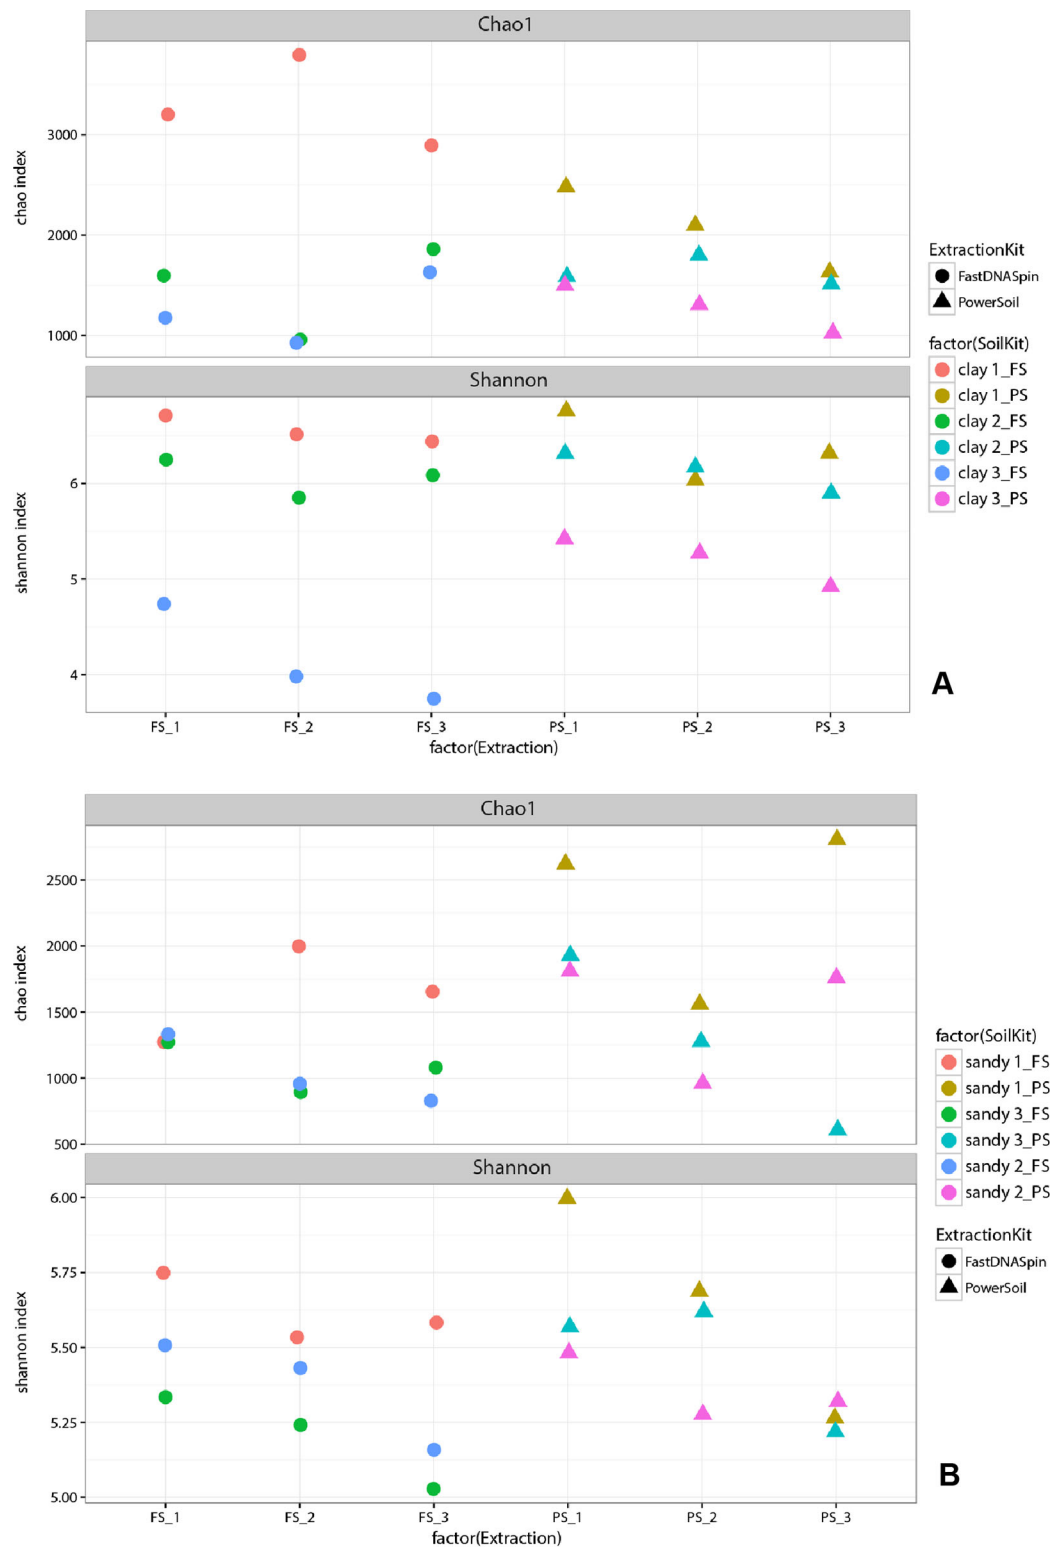 Chao1
3000
2000
1000
chao index
Shannon
6
5
4
shannon index
FS_1 FS_2 FS_3 PS_1 PS_2 PS_3
factor(Extraction)
ExtractionKit
FastDNASpin
PowerSoil
factor(SoilKit)
clay 1_FS
clay 1_PS
clay 2_FS
clay 2_PS
clay 3_FS
clay 3_PS
A
Chao1
2500
2000
1500
1000
500
chao index
Shannon
6.00
5.75
5.50
5.25
5.00
shannon index
FS_1 FS_2 FS_3 PS_1 PS_2 PS_3
factor(Extraction)
factor(SoilKit)
sandy 1_FS
sandy 1_PS
sandy 3_FS
sandy 3_PS
sandy 2_FS
sandy 2_PS
ExtractionKit
FastDNASpin
PowerSoil
B